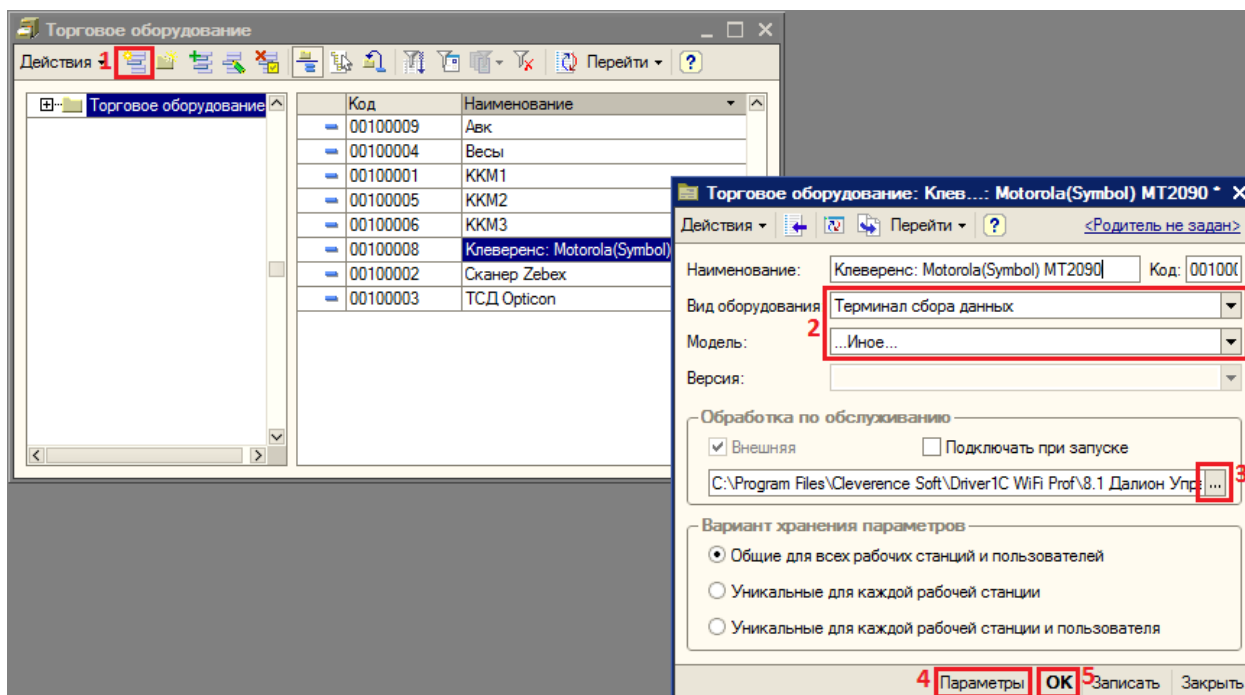 Торговое оборудование
Действия 1 Перейти ?
Торговое оборудование
Код Наименование
00100009 Авк
00100004 Весы
00100001 ККМ1
00100005 ККМ2
00100006 ККМ3
00100008 Клеверенс: Motorola(Symbol)
00100002 Сканер Zebex
00100003 ТСД Opticon
Торговое оборудование: Клев...: Motorola(Symbol) MT2090 *
Действия Перейти ? <Родитель не задан>
Наименование: Клеверенс: Motorola(Symbol) MT2090 Код: 00100
Вид оборудования Терминал сбора данных
2
Модель: ...Иное...
Версия:
Обработка по обслуживанию
Внешняя Подключать при запуске
C:\Program Files\Cleverence Soft\Driver1C WiFi Prof\8.1 Далион Упра ... 3
Вариант хранения параметров
Общие для всех рабочих станций и пользователей
Уникальные для каждой рабочей станции
Уникальные для каждой рабочей станции и пользователя
4 Параметры OK 5 Записать Закрыть